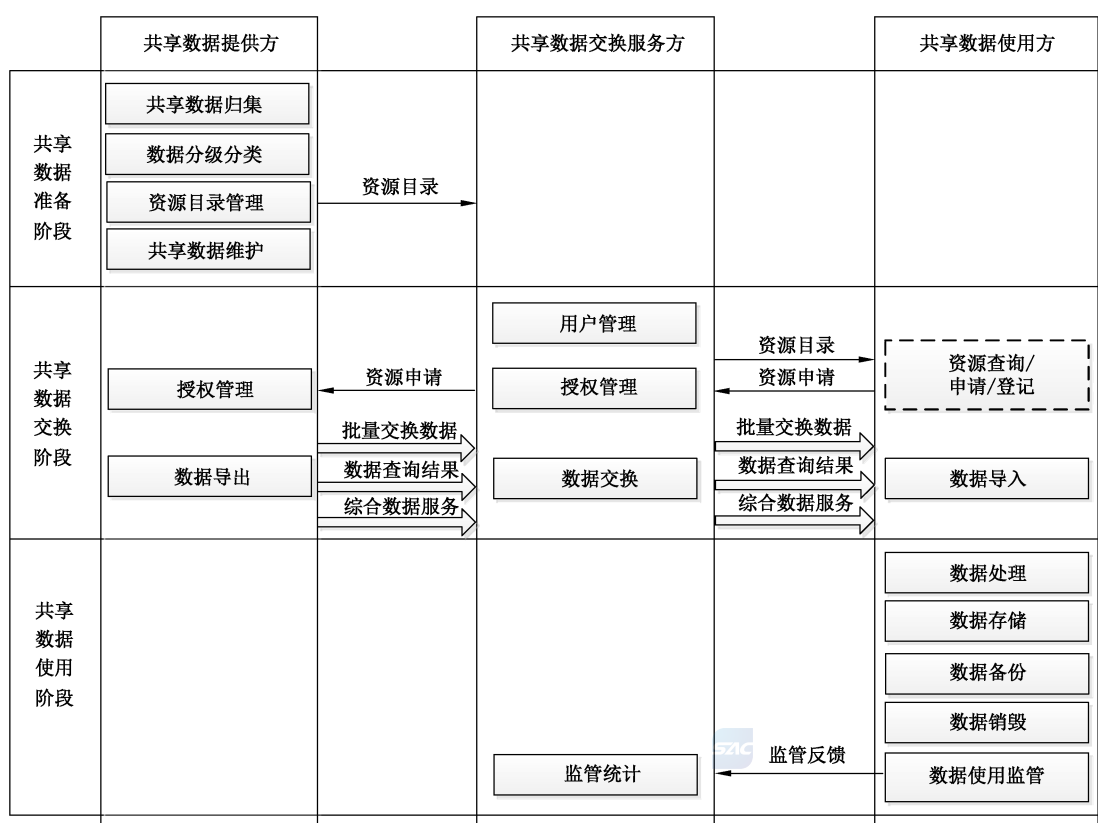 共享数据提供方
共享数据交换服务方
共享数据使用方
共享
数据
准备
阶段
共享数据归集
数据分级分类
资源目录管理
共享数据维护
资源目录
共享
数据
交换
阶段
授权管理
数据导出
资源申请
批量交换数据
数据查询结果
综合数据服务
用户管理
授权管理
数据交换
资源目录
资源申请
批量交换数据
数据查询结果
综合数据服务
资源查询/
申请/登记
数据导入
共享
数据
使用
阶段
监管统计
SAC
监管反馈
数据处理
数据存储
数据备份
数据销毁
数据使用监管